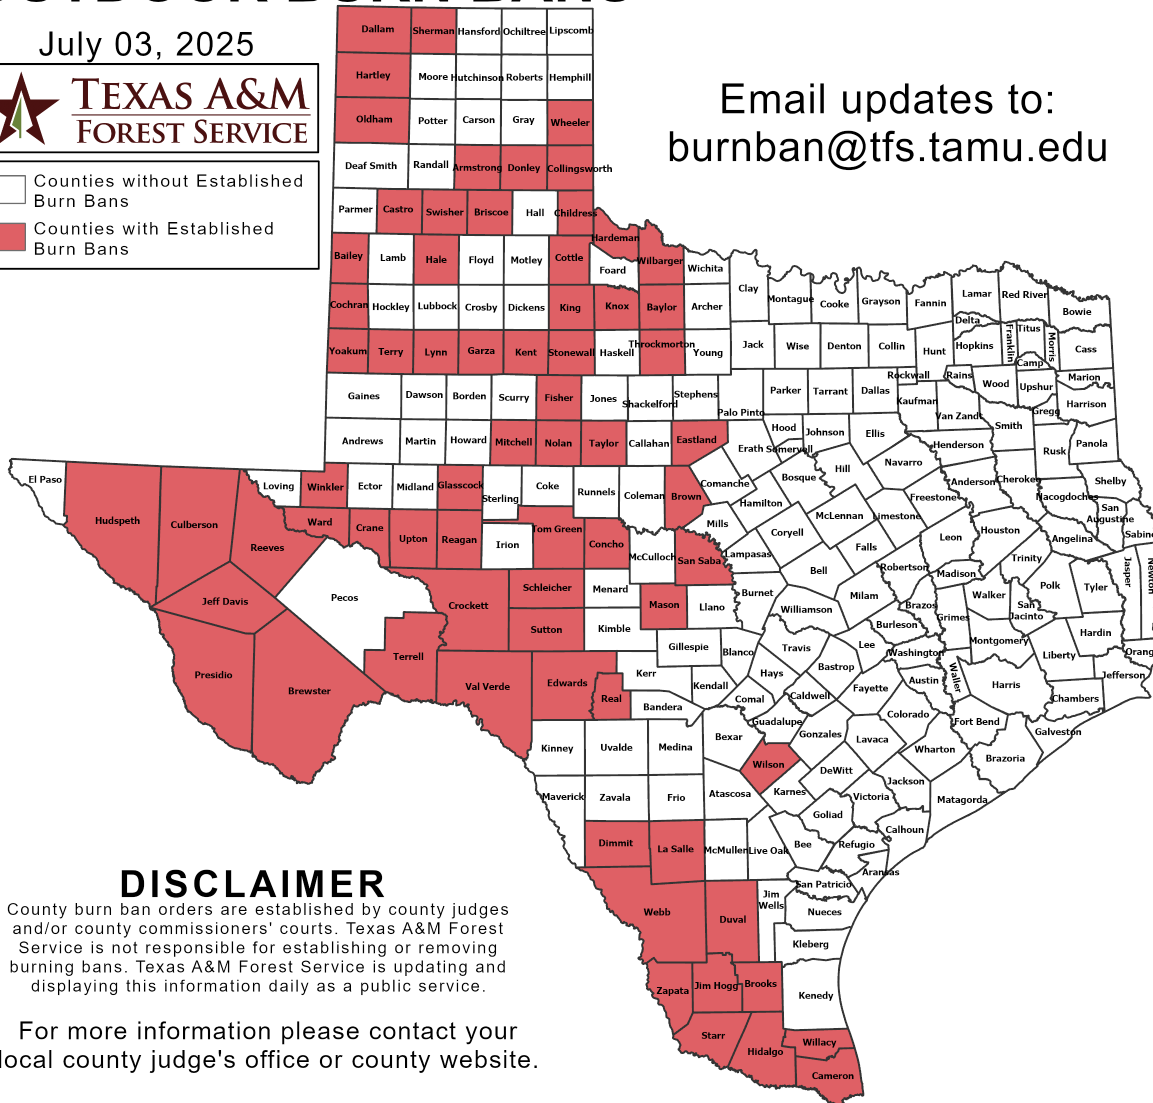 OUTDOOR BURN BANS
July 03, 2025
TEXAS A&M
FOREST SERVICE
Counties without Established
Burn Bans
Counties with Established
Burn Bans
Email updates to:
burnban@tfs.tamu.edu
Dallam Sherman Hansford Ochiltree Lipscomb
Hartley Moore Hutchinson Roberts Hemphill
Oldham Potter Carson Gray Wheeler
Deaf Smith Randall Armstrong Donley Collingsworth
Parmer Castro Swisher Briscoe Hall Childress
Hardeman
Bailey Lamb Hale Floyd Motley Cottle Foard Wilbarger Wichita
Clay Montague Cooke Grayson Fannin Lamar Red River Bowie
Cochran Hockley Lubbock Crosby Dickens King Knox Baylor Archer
Delta Franklin Titus Morris Cass
Yoakum Terry Lynn Garza Kent Stonewall Haskell Throckmorton Young Jack Wise Denton Collin Hunt Hopkins Camp
Rockwall Rains Wood Upshur Marion
Gaines Dawson Borden Scurry Fisher Jones Shackelford Stephens Palo Pinto Parker Tarrant Dallas Kaufman Van Zandt Smith Gregg Harrison
Andrews Martin Howard Mitchell Nolan Taylor Callahan Eastland Erath Hood Somervell Johnson Ellis Henderson Rusk Panola
El Paso Loving Winkler Ector Midland Glasscock Sterling Coke Runnels Coleman Brown Comanche Bosque Hill Navarro Anderson Cherokee Shelby
Hudspeth Culberson Reeves Ward Crane Upton Reagan Irion Tom Green Concho McCulloch San Saba Mills Hamilton McLennan Limestone Freestone Nacogdoches San Augustine Sabine
Lampasas Coryell Falls Leon Houston Angelina
Jeff Davis Pecos Crockett Schleicher Menard Mason Llano Burnet Bell Milam Robertson Madison Trinity Polk Tyler Jasper Newton
Sutton Kimble Williamson Burleson Brazos Grimes Walker San Jacinto Hardin
Presidio Brewster Terrell Val Verde Edwards Real Kerr Gillespie Blanco Travis Lee Washington Montgomery Liberty Orang
Kendall Hays Bastrop Fayette Austin Waller Harris Chambers Jefferson
Bandera Comal Caldwell Colorado Fort Bend Galveston
Kinney Uvalde Medina Bexar Guadalupe Gonzales Lavaca Wharton Brazoria
Wilson DeWitt Jackson Matagorda
Maverick Zavala Frio Atascosa Karnes Victoria
Goliad Calhoun
Dimmit La Salle McMullen Live Oak Bee Refugio Aransas
Webb Duval Jim Wells San Patricio Nueces
Kleberg
Zapata Jim Hogg Brooks Kenedy
Starr Hidalgo Willacy
Cameron
DISCLAIMER
County burn ban orders are established by county judges
and/or county commissioners' courts. Texas A&M Forest
Service is not responsible for establishing or removing
burning bans. Texas A&M Forest Service is updating and
displaying this information daily as a public service.
For more information please contact your
local county judge's office or county website.